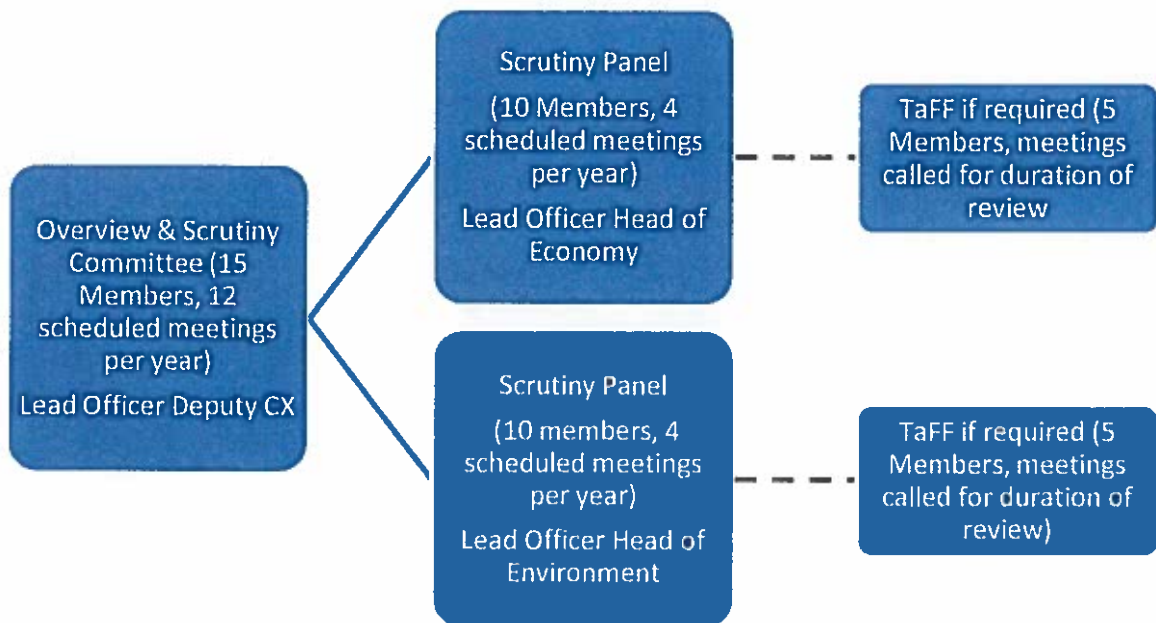 Overview & Scrutiny
Committee (15
Members, 12
scheduled meetings
per year)
Lead Officer Deputy CX
Scrutiny Panel
(10 Members, 4
scheduled meetings
per year)
Lead Officer Head of
Economy
TaFF if required (5
Members, meetings
called for duration of
review
Scrutiny Panel
(10 members, 4
scheduled meetings
per year)
Lead Officer Head of
Environment
TaFF if required (5
Members, meetings
called for duration of
review)